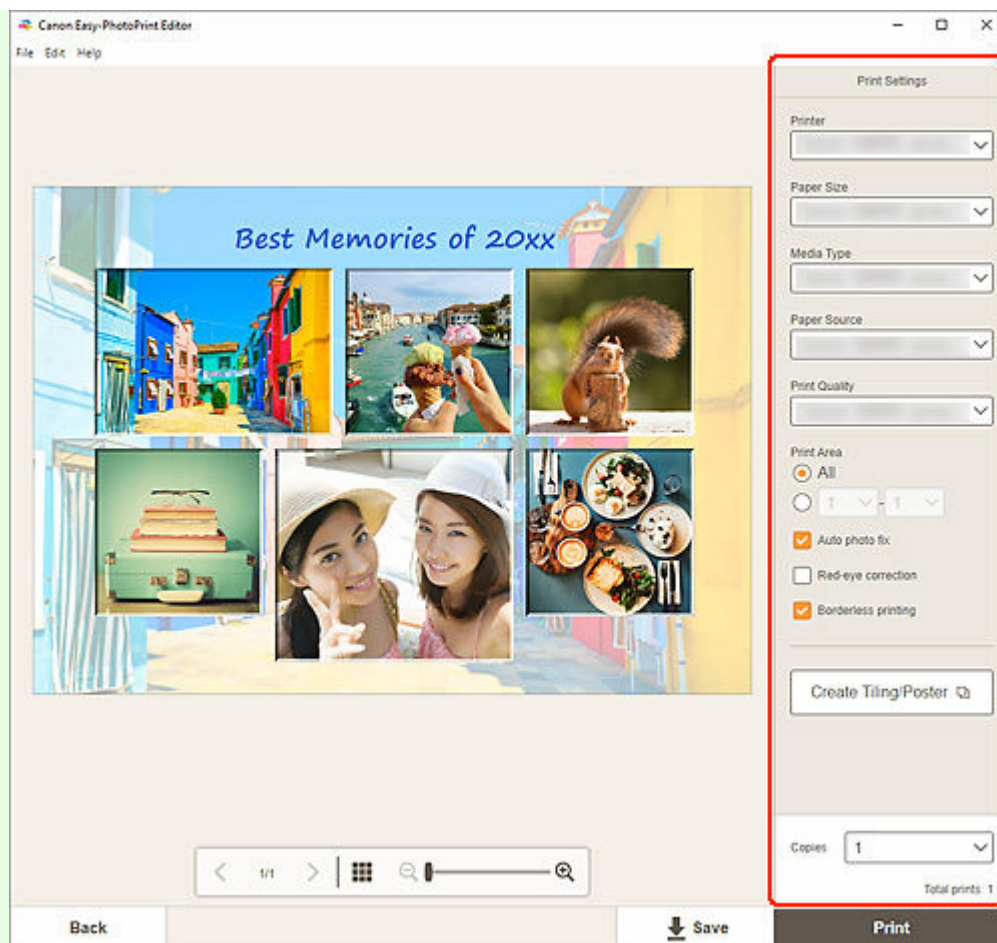 Canon Easy-PhotoPrint Editor
File Edit Help
Print Settings
Printer
Paper Size
Media Type
Paper Source
Print Quality
Print Area
All
1 - 1
Auto photo fix
Red-eye correction
Borderless printing
Create Tiling/Poster
Best Memories of 20xx
1/1
Copies 1
Total prints: 1
Back
Save
Print